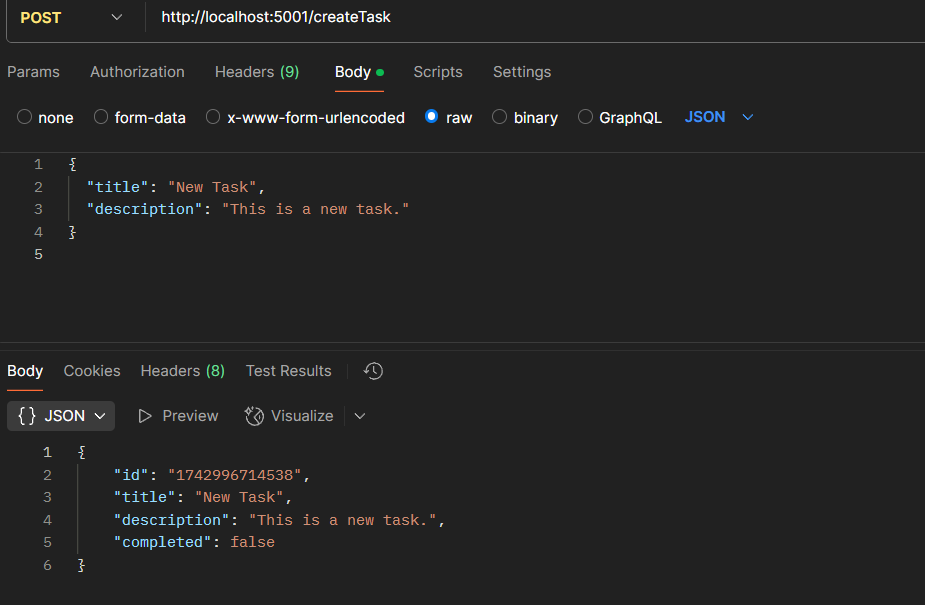 POST http://localhost:5001/createTask
Params Authorization Headers (9) Body Scripts Settings
none form-data x-www-form-urlencoded raw binary GraphQL JSON
1 {
2 "title": "New Task",
3 "description": "This is a new task."
4 }
5
Body Cookies Headers (8) Test Results
{} JSON Preview Visualize
1 {
2 "id": "1742996714538",
3 "title": "New Task",
4 "description": "This is a new task.",
5 "completed": false
6 }